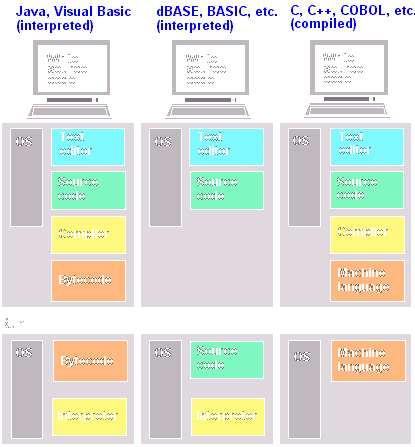 Java, Visual Basic
(interpreted)
dBASE, BASIC, etc.
(interpreted)
C, C++, COBOL, etc.
(compiled)
OS
Text
editor
Source
code
Compiler
Bytecode
OS
Text
editor
Source
code
OS
Text
editor
Source
code
Compiler
Machine
language
OS
Bytecode
Interpreter
OS
Source
code
Interpreter
OS
Machine
language